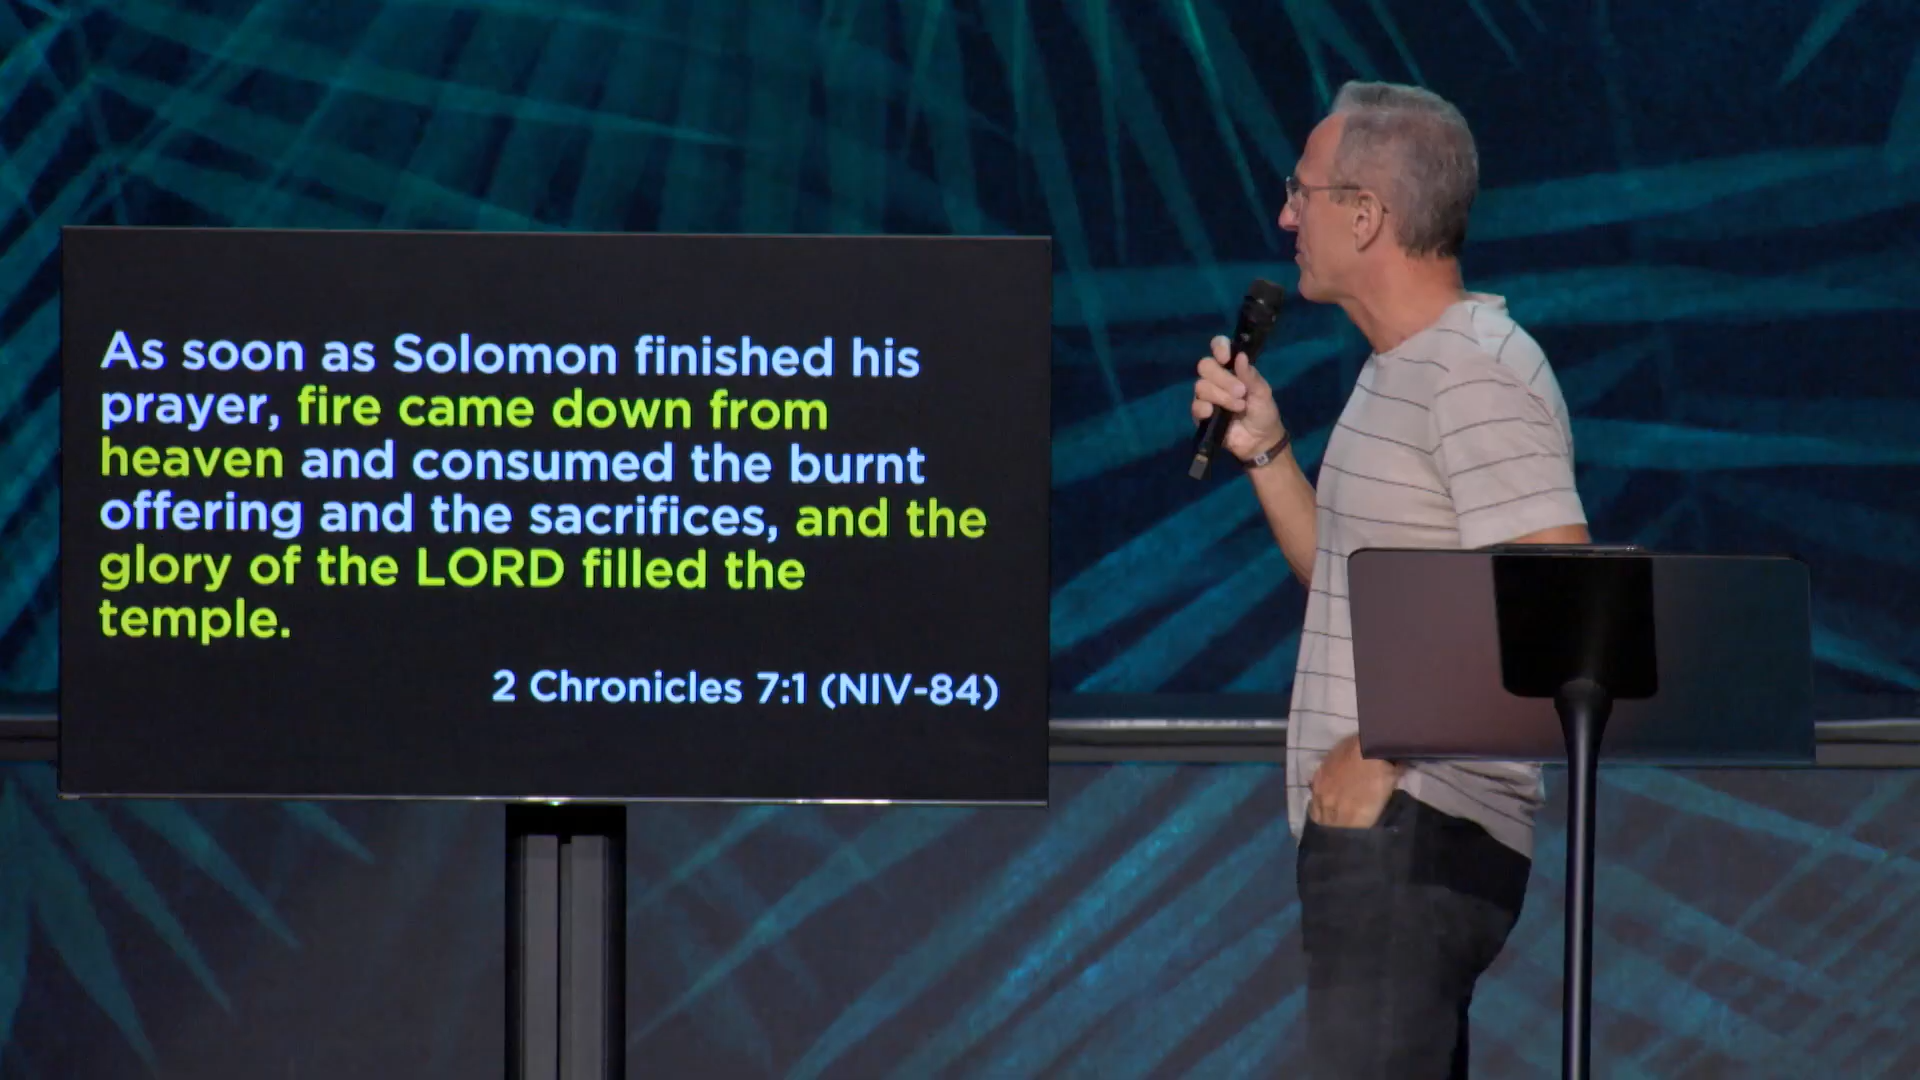 As soon as Solomon finished his
prayer, fire came down from
heaven and consumed the burnt
offering and the sacrifices, and the
glory of the LORD filled the
temple.
2 Chronicles 7:1 (NIV-84)